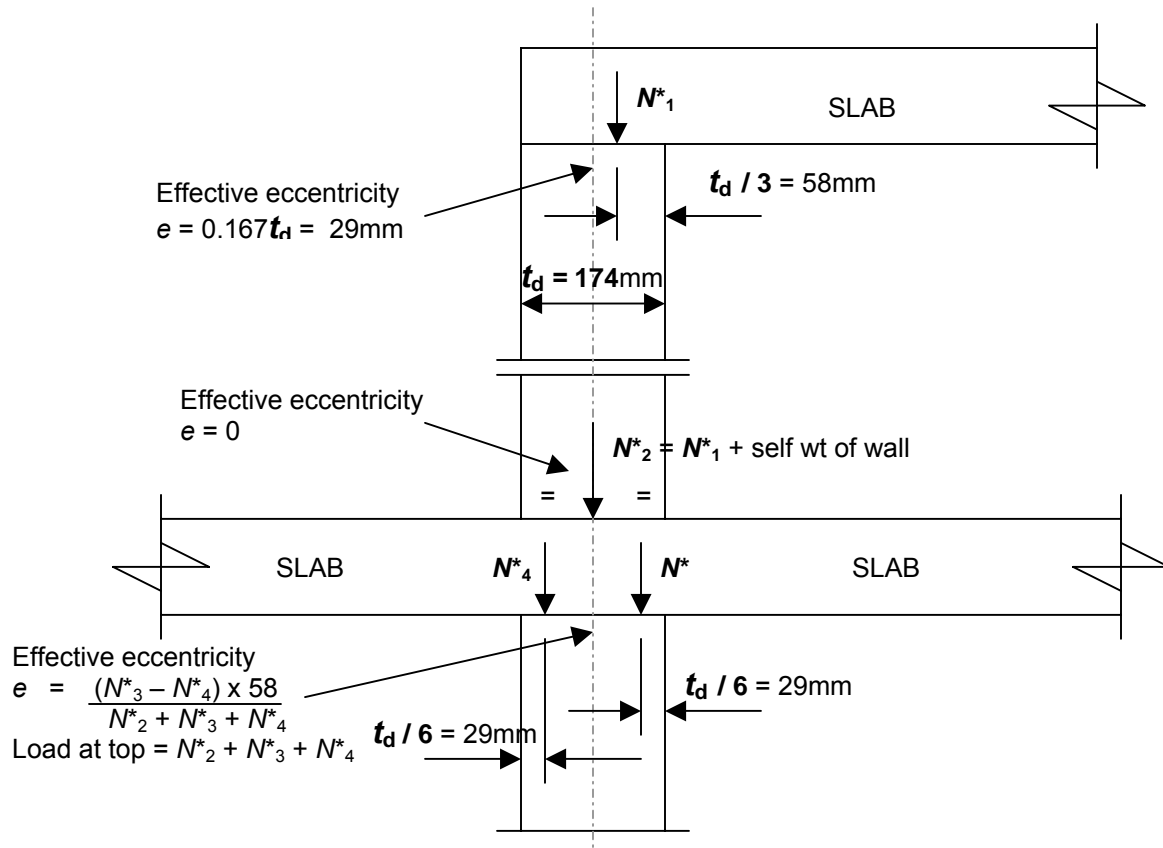 N*1
SLAB
Effective eccentricity
e = 0.167td = 29mm
td / 3 = 58mm
td = 174mm
Effective eccentricity
e = 0
N*2 = N*1 + self wt of wall
= =
SLAB
N*4
N*
SLAB
Effective eccentricity
e = (N*3 – N*4) x 58
N*2 + N*3 + N*4
Load at top = N*2 + N*3 + N*4
td / 6 = 29mm
td / 6 = 29mm